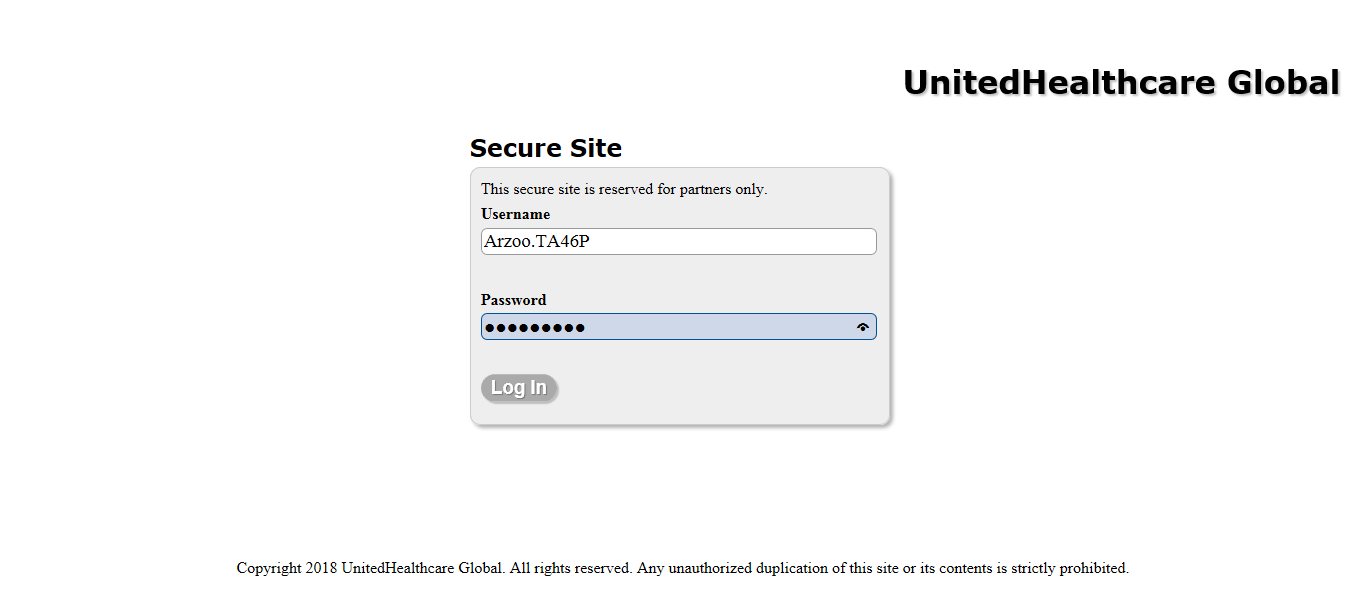 UnitedHealthcare Global
Secure Site
This secure site is reserved for partners only.
Username
Arzoo.TA46P
Password
●●●●●●●●●
Log In
Copyright 2018 UnitedHealthcare Global. All rights reserved. Any unauthorized duplication of this site or its contents is strictly prohibited.